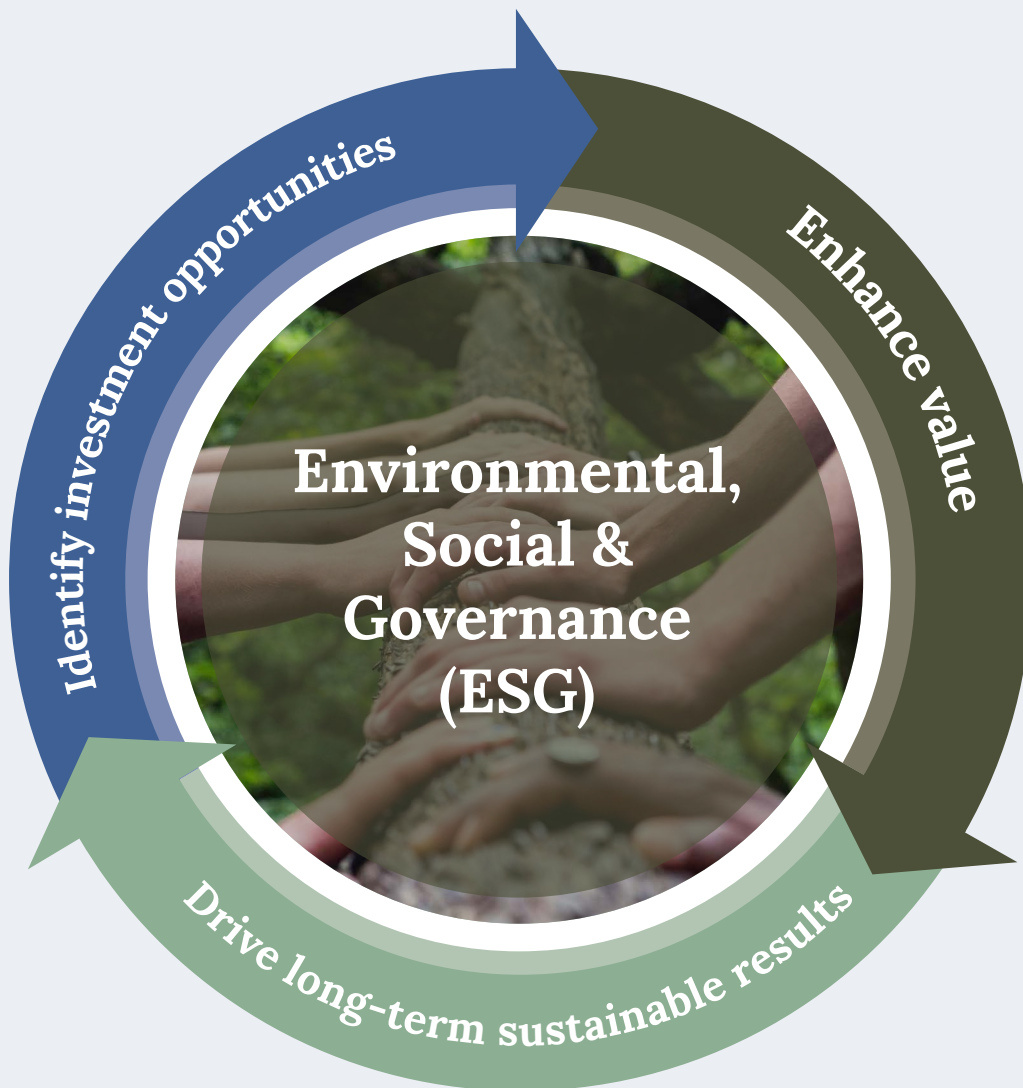 Identify investment opportunities
Enhance value
Drive long-term sustainable results
Environmental,
Social &
Governance
(ESG)